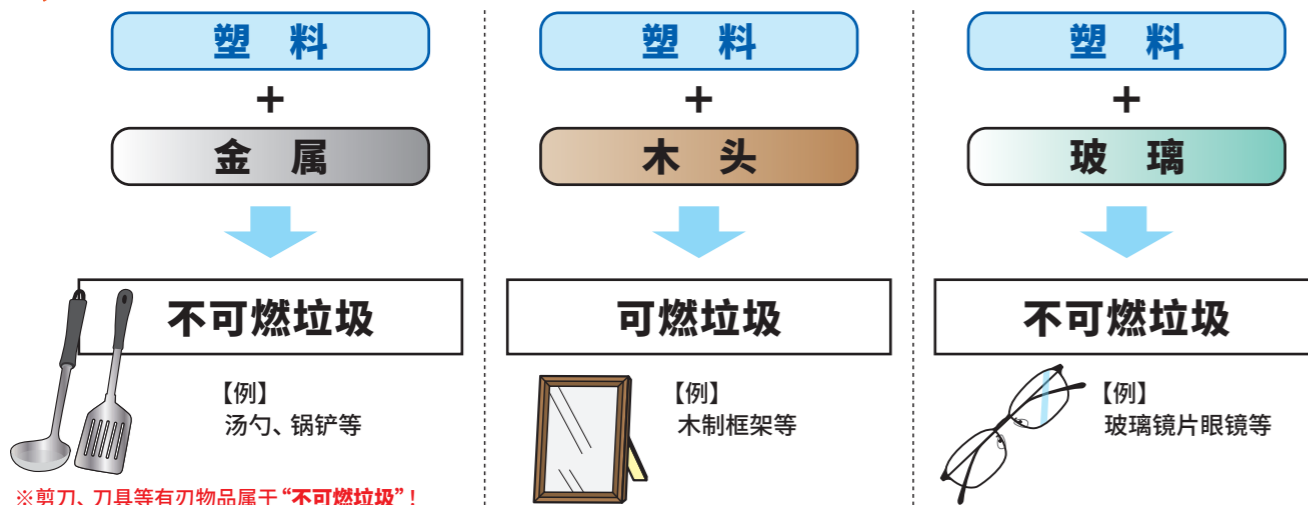 塑 料
+
金 属
不可燃垃圾
【例】
汤勺、锅铲等
※剪刀、刀具等有刃物品属于“不可燃垃圾”！
塑 料
+
木 头
可燃垃圾
【例】
木制框架等
塑 料
+
玻 璃
不可燃垃圾
【例】
玻璃镜片眼镜等